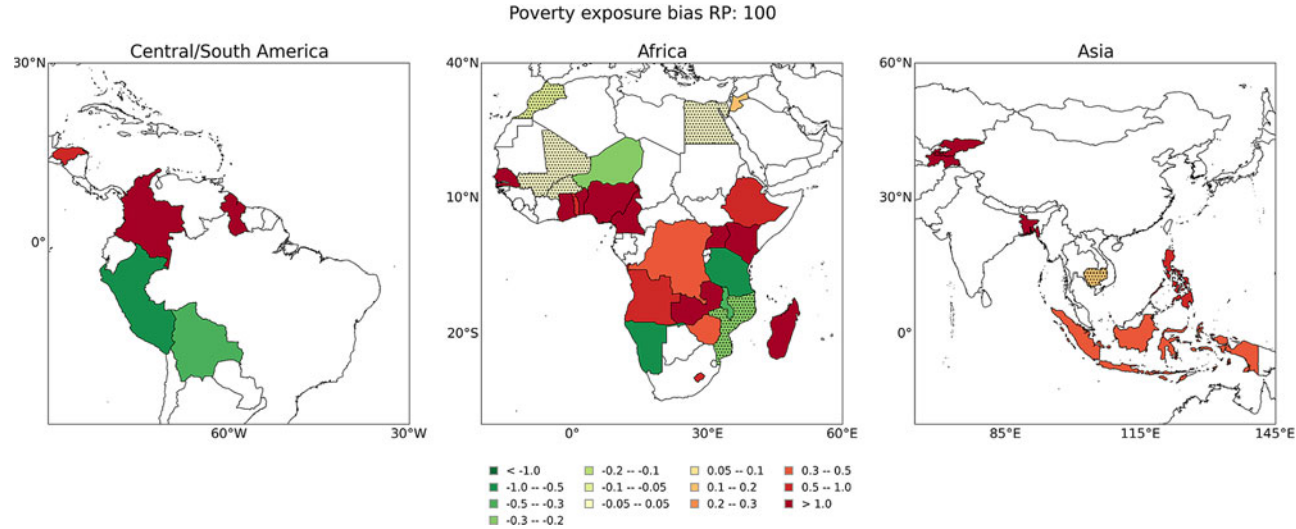 Poverty exposure bias RP: 100
Central/South America
Africa
Asia
30°N
0°
60°W
30°W
40°N
10°N
20°S
0°
30°E
60°E
60°N
30°N
0°
85°E
115°E
145°E
< -1.0
-1.0 -- -0.5
-0.5 -- -0.3
-0.3 -- -0.2
-0.2 -- -0.1
-0.1 -- -0.05
-0.05 -- 0.05
0.05 -- 0.1
0.1 -- 0.2
0.2 -- 0.3
0.3 -- 0.5
0.5 -- 1.0
> 1.0